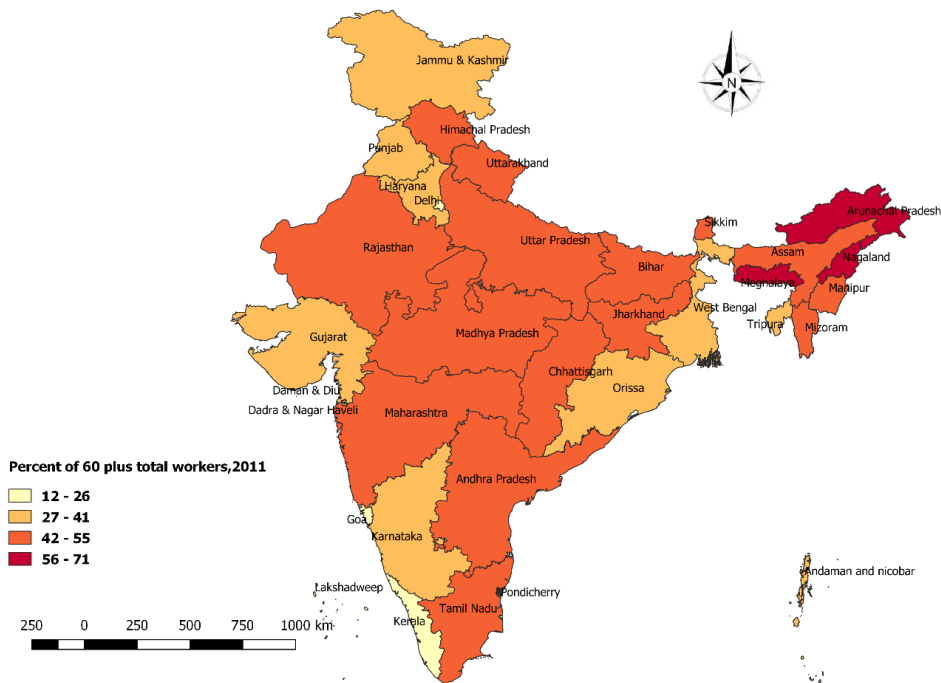 Jammu & Kashmir
N
Himachal Pradesh
Punjab
Uttarakhand
Haryana
Delhi
Arunachal Pradesh
Sikkim
Rajasthan
Uttar Pradesh
Assam
Nagaland
Bihar
Meghalaya
Manipur
West Bengal
Jharkhand
Tripura
Mizoram
Gujarat
Madhya Pradesh
Chhattisgarh
Orissa
Daman & Diu
Dadra & Nagar Haveli
Maharashtra
Percent of 60 plus total workers,2011
Andhra Pradesh
12 - 26
27 - 41
42 - 55
56 - 71
Goa
Karnataka
Andaman and nicobar
Lakshadweep
Pondicherry
Tamil Nadu
Kerala
250 0 250 500 750 1000 km